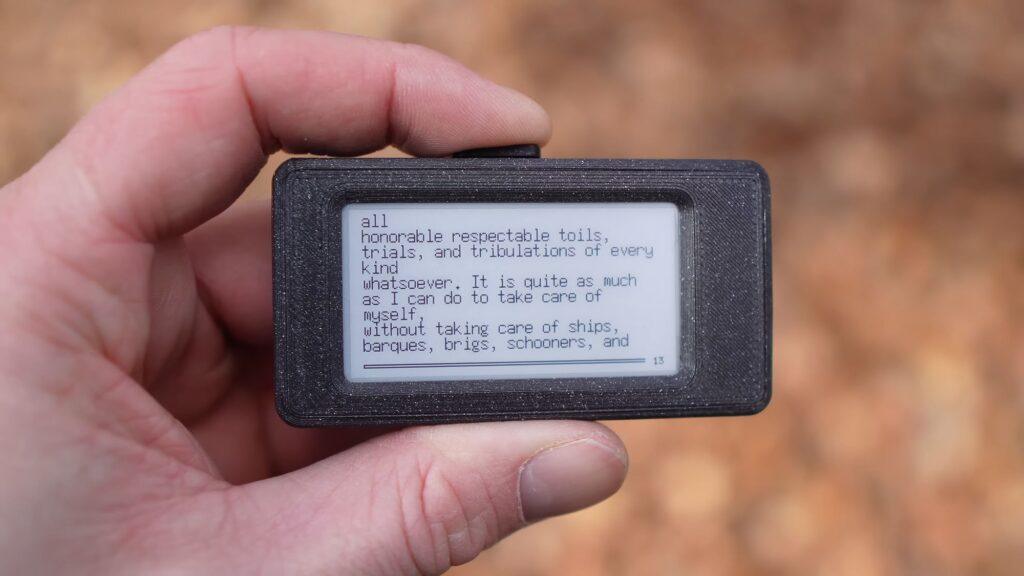 all
honorable respectable toils,
trials, and tribulations of every
kind
whatsoever. It is quite as much
as I can do to take care of
myself,
without taking care of ships,
barques, brigs, schooners, and
13